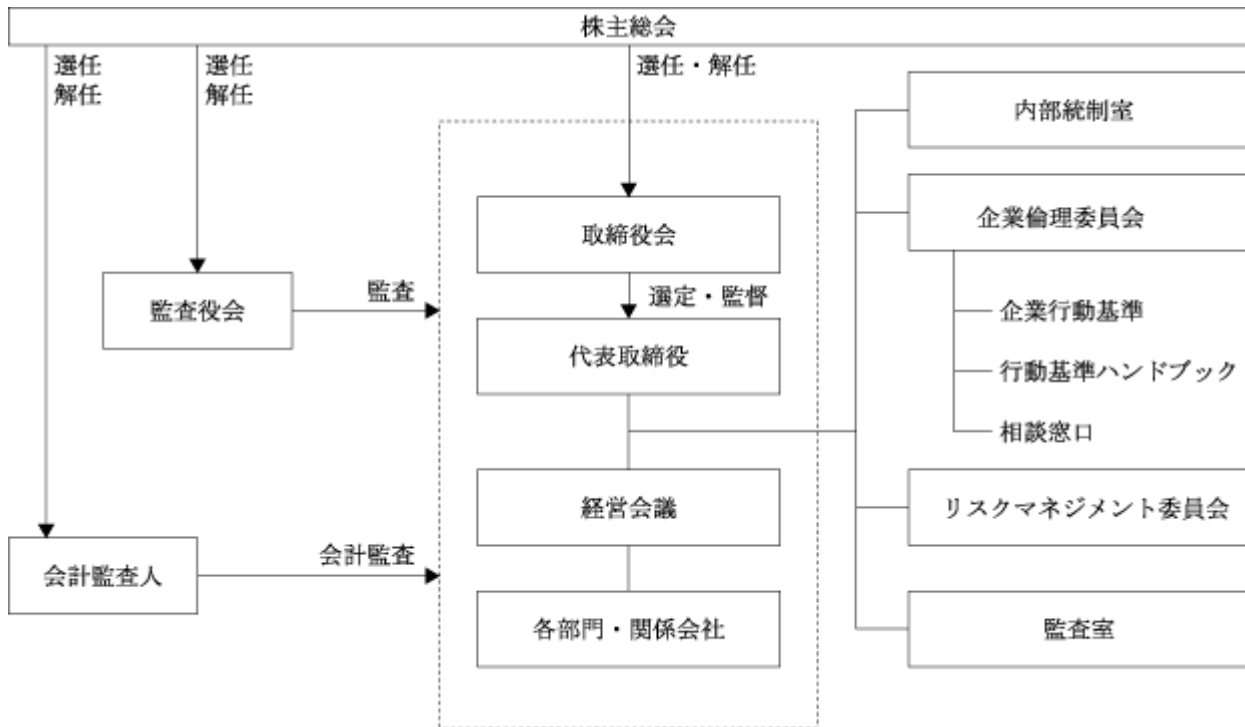 株主総会
選任
解任
選任
解任
選任・解任
内部統制室
企業倫理委員会
取締役会
監査役会
監査
選定・監督
企業行動基準
代表取締役
行動基準ハンドブック
相談窓口
経営会議
リスクマネジメント委員会
会計監査人
会計監査
各部門・関係会社
監査室